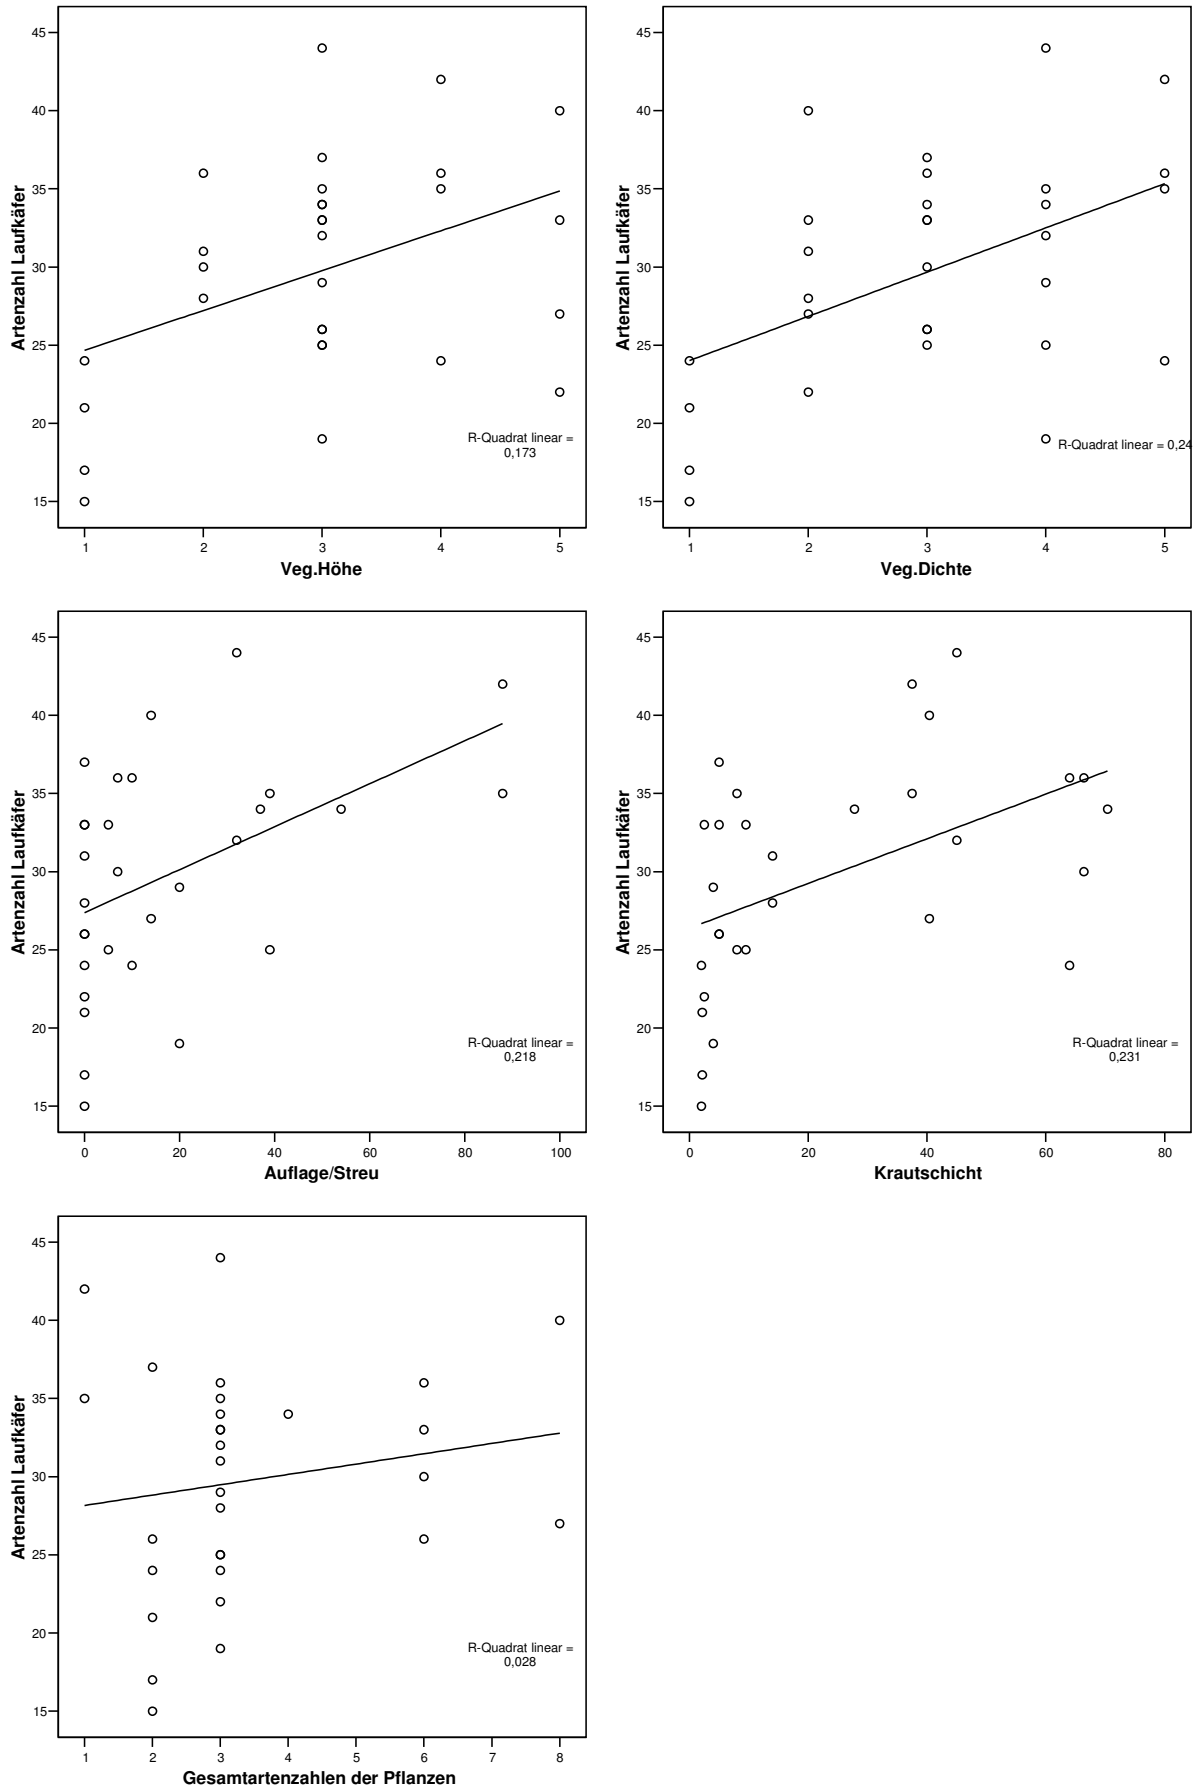 45
40
35
30
25
20
15
Artenzahl Laufkäfer
R-Quadrat linear =
0,173
1 2 3 4 5
Veg.Höhe
45
40
35
30
25
20
15
Artenzahl Laufkäfer
R-Quadrat linear = 0,24
1 2 3 4 5
Veg.Dichte
45
40
35
30
25
20
15
Artenzahl Laufkäfer
R-Quadrat linear =
0,218
0 20 40 60 80 100
Auflage/Streu
45
40
35
30
25
20
15
Artenzahl Laufkäfer
R-Quadrat linear =
0,231
0 20 40 60 80
Krautschicht
45
40
35
30
25
20
15
Artenzahl Laufkäfer
R-Quadrat linear =
0,028
1 2 3 4 5 6 7 8
Gesamtartenzahlen der Pflanzen